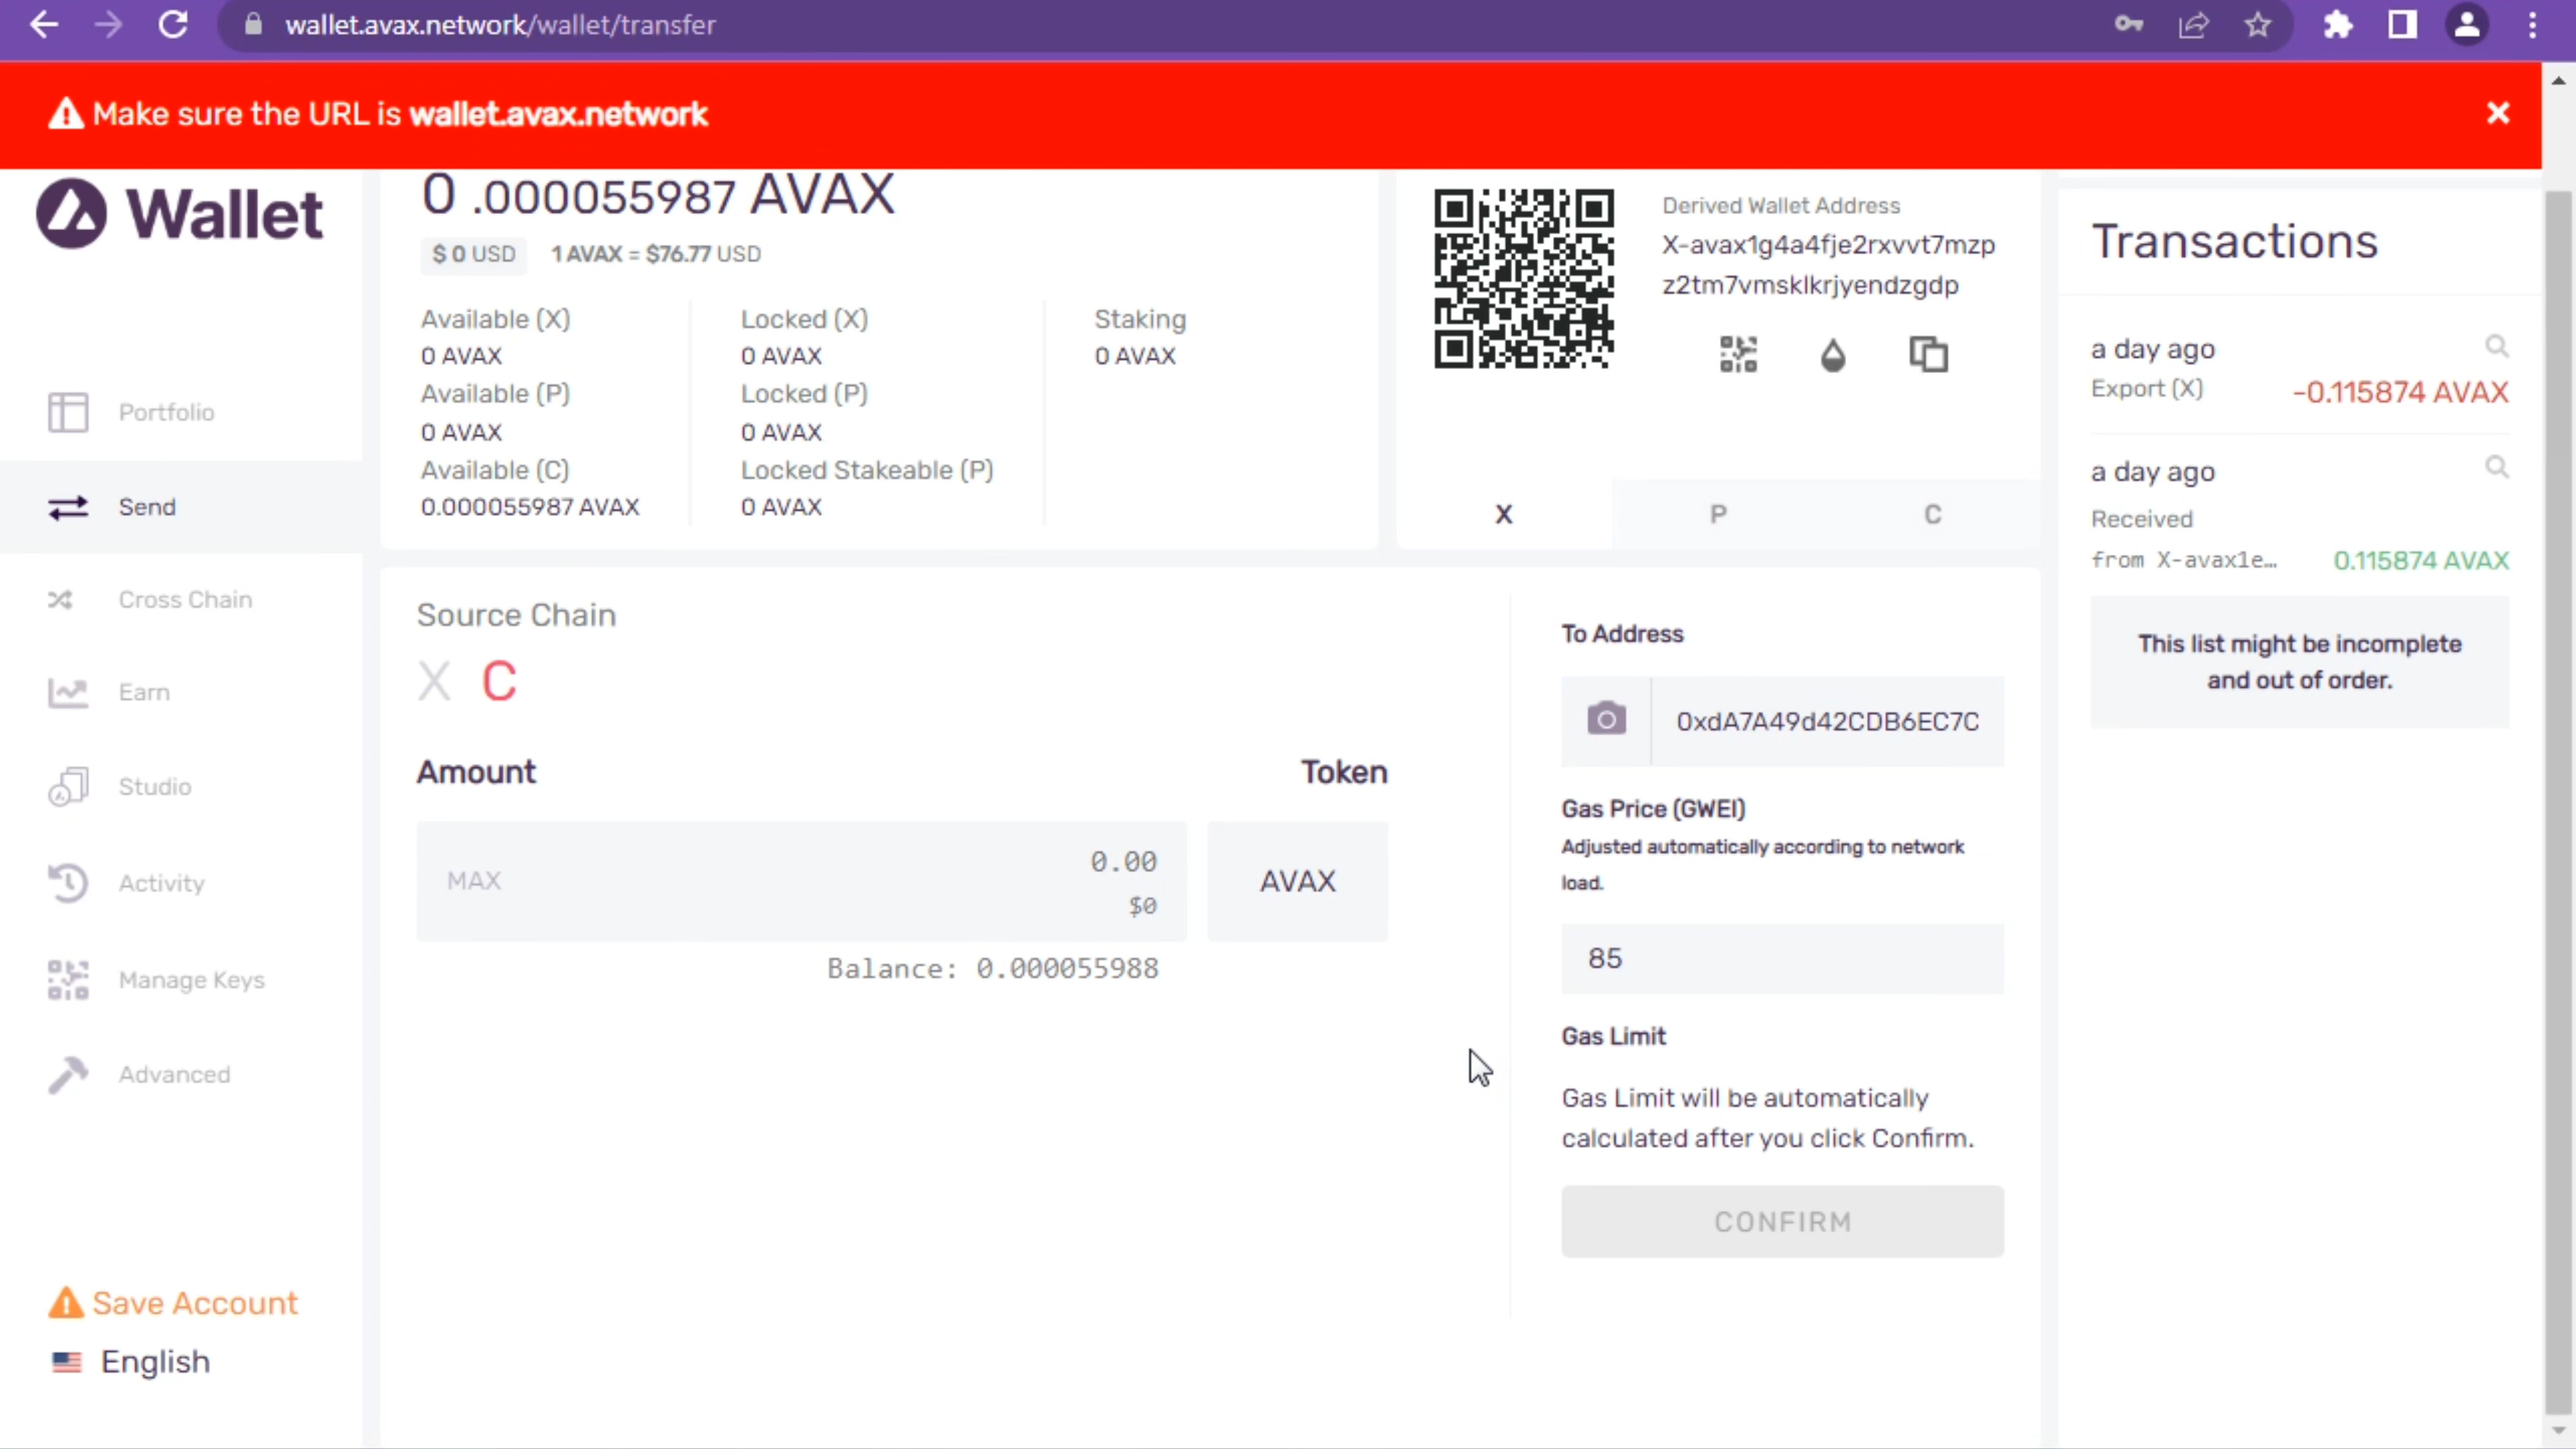 wallet.avax.network/wallet/transfer
Make sure the URL is wallet.avax.network
Wallet
Portfolio
Send
Cross Chain
Earn
Studio
Activity
Manage Keys
Advanced
Save Account
English
0 .000055987 AVAX
$ 0 USD 1 AVAX = $76.77 USD
Available (X)
0 AVAX
Available (P)
0 AVAX
Available (C)
0.000055987 AVAX
Locked (X)
0 AVAX
Locked (P)
0 AVAX
Locked Stakeable (P)
0 AVAX
Staking
0 AVAX
Derived Wallet Address
X-avax1g4a4fje2rxvvt7mzp
z2tm7vmsklkrjyendzgdp
X P C
Source Chain
X C
Amount Token
MAX 0.00
$0
AVAX
Balance: 0.000055988
To Address
0xdA7A49d42CDB6EC7C
Gas Price (GWEI)
Adjusted automatically according to network
load.
85
Gas Limit
Gas Limit will be automatically
calculated after you click Confirm.
CONFIRM
Transactions
a day ago
Export (X) -0.115874 AVAX
a day ago
Received
from X-avax1e… 0.115874 AVAX
This list might be incomplete
and out of order.